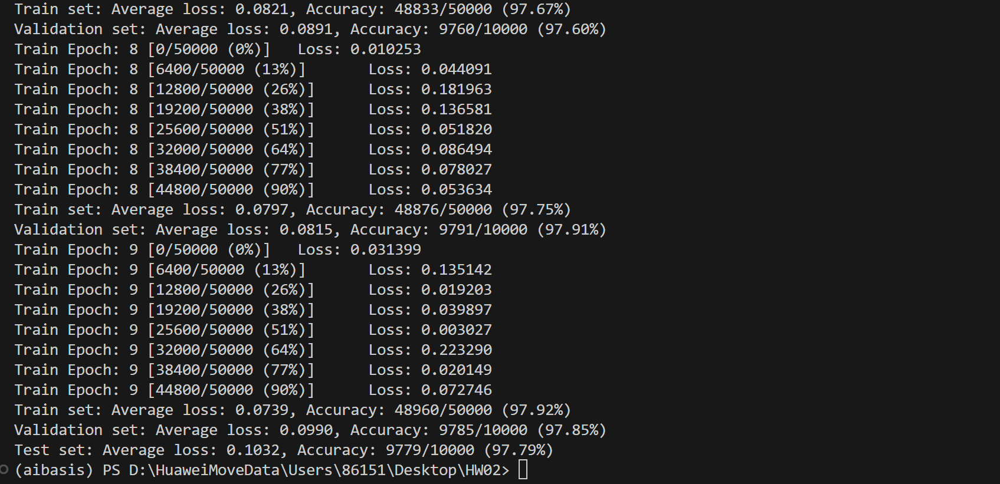 Train set: Average loss: 0.0821, Accuracy: 48833/50000 (97.67%)
Validation set: Average loss: 0.0891, Accuracy: 9760/10000 (97.60%)
Train Epoch: 8 [0/50000 (0%)]	Loss: 0.010253
Train Epoch: 8 [6400/50000 (13%)]	Loss: 0.044091
Train Epoch: 8 [12800/50000 (26%)]	Loss: 0.181963
Train Epoch: 8 [19200/50000 (38%)]	Loss: 0.136581
Train Epoch: 8 [25600/50000 (51%)]	Loss: 0.051820
Train Epoch: 8 [32000/50000 (64%)]	Loss: 0.086494
Train Epoch: 8 [38400/50000 (77%)]	Loss: 0.078027
Train Epoch: 8 [44800/50000 (90%)]	Loss: 0.053634
Train set: Average loss: 0.0797, Accuracy: 48876/50000 (97.75%)
Validation set: Average loss: 0.0815, Accuracy: 9791/10000 (97.91%)
Train Epoch: 9 [0/50000 (0%)]	Loss: 0.031399
Train Epoch: 9 [6400/50000 (13%)]	Loss: 0.135142
Train Epoch: 9 [12800/50000 (26%)]	Loss: 0.019203
Train Epoch: 9 [19200/50000 (38%)]	Loss: 0.039897
Train Epoch: 9 [25600/50000 (51%)]	Loss: 0.003027
Train Epoch: 9 [32000/50000 (64%)]	Loss: 0.223290
Train Epoch: 9 [38400/50000 (77%)]	Loss: 0.020149
Train Epoch: 9 [44800/50000 (90%)]	Loss: 0.072746
Train set: Average loss: 0.0739, Accuracy: 48960/50000 (97.92%)
Validation set: Average loss: 0.0990, Accuracy: 9785/10000 (97.85%)
Test set: Average loss: 0.1032, Accuracy: 9779/10000 (97.79%)
(aibasis) PS D:\HuaweiMoveData\Users\86151\Desktop\HW02>